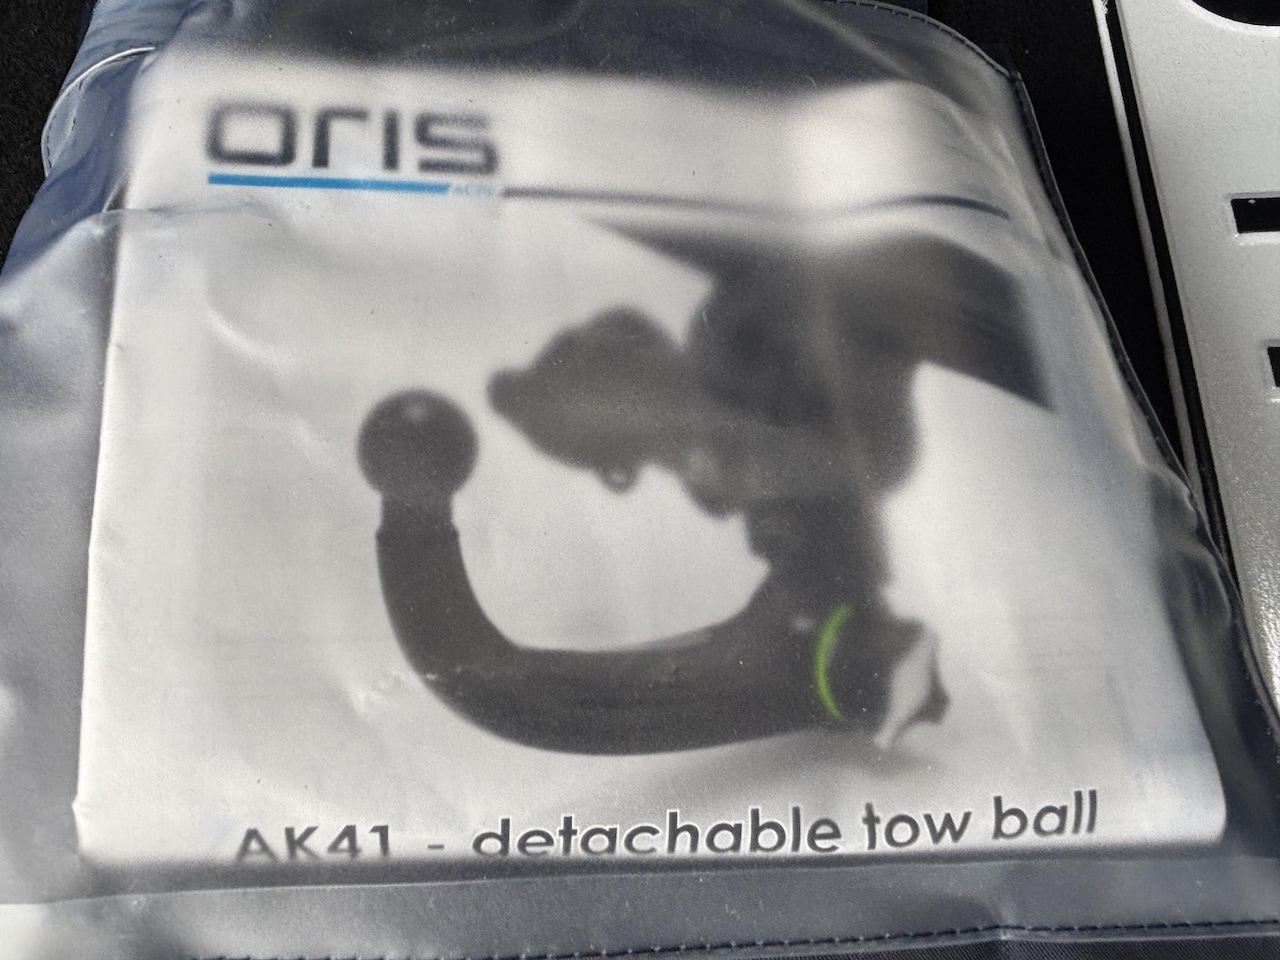 oris
AK41 - detachable tow ball